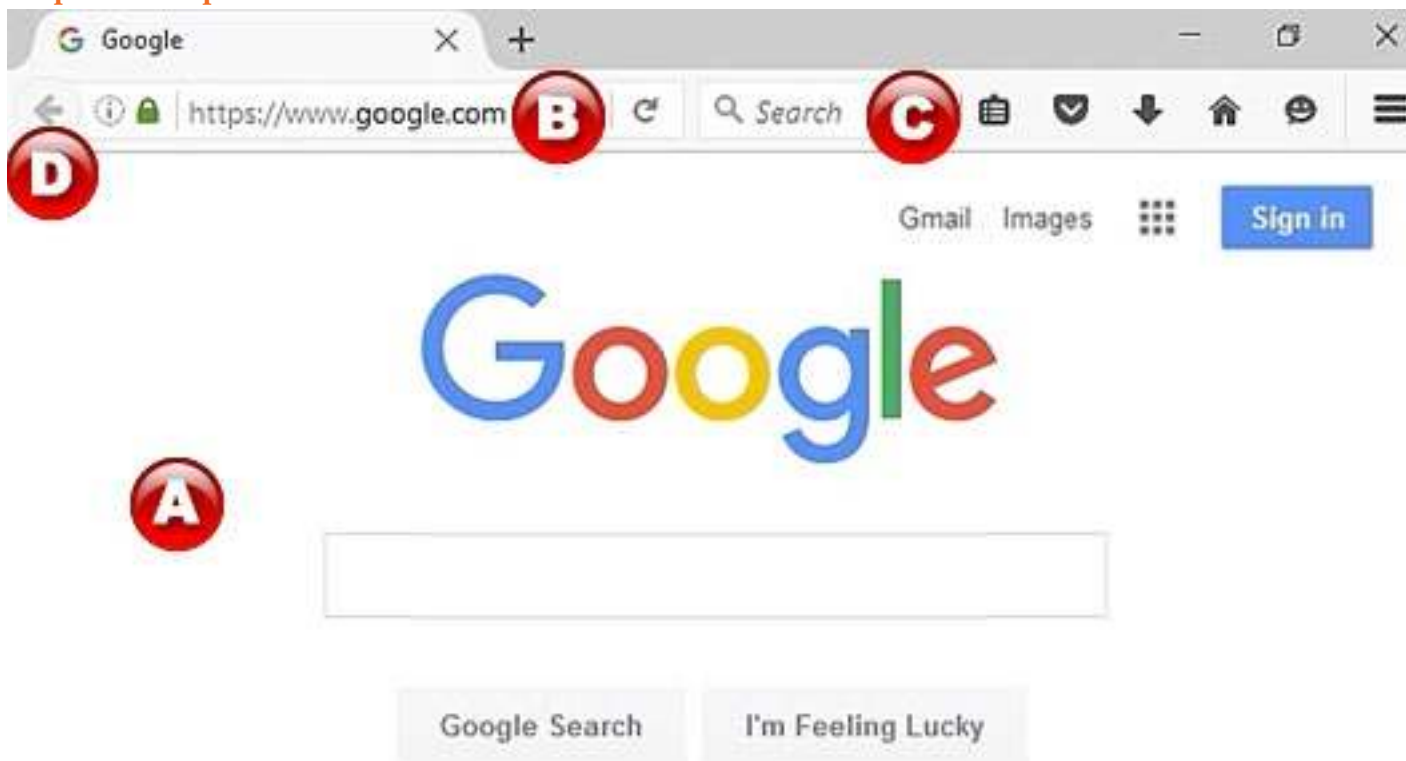 Google
https://www.google.com B Search C
D
Gmail Images Sign in
Google
A
Google Search I'm Feeling Lucky